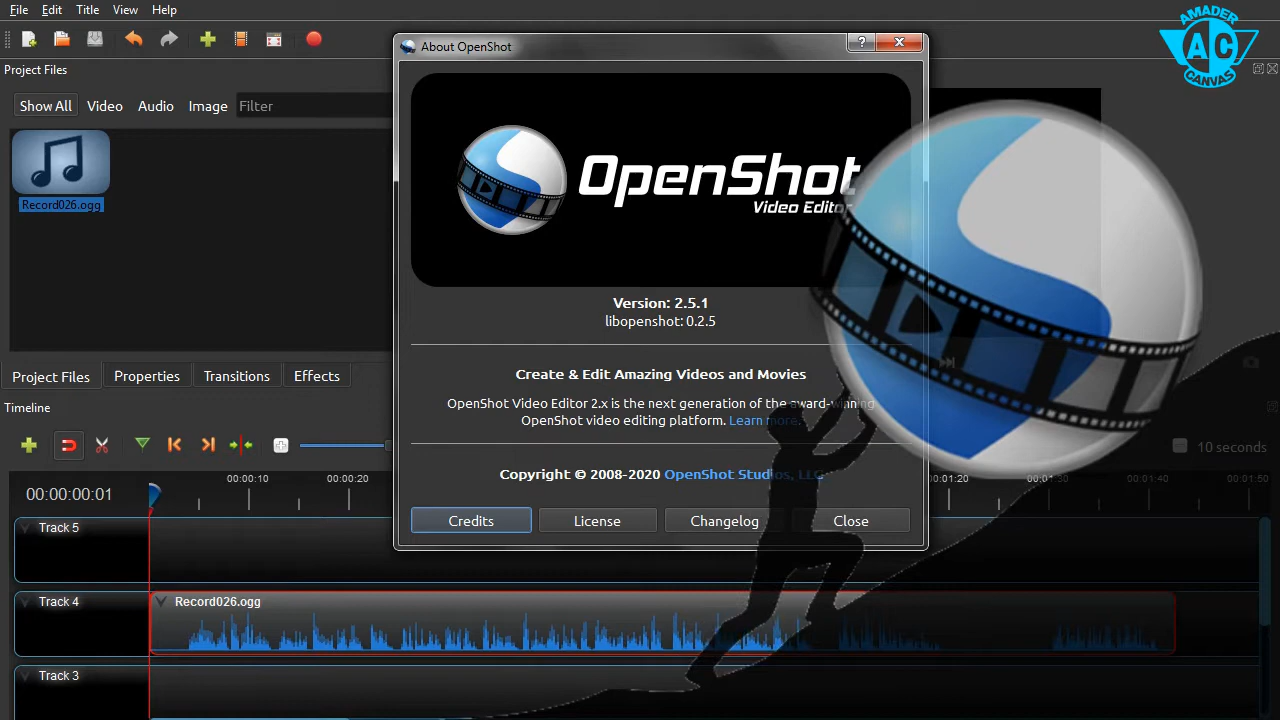 File Edit Title View Help
AMADER
AC
CANVAS
About OpenShot
?
Project Files
Show All Video Audio Image Filter
OpenShot
Video Editor
Record026.ogg
Version: 2.5.1
libopenshot: 0.2.5
Create & Edit Amazing Videos and Movies
OpenShot Video Editor 2.x is the next generation of the award-winning
OpenShot video editing platform. Learn more.
Project Files Properties Transitions Effects
Timeline
10 seconds
Copyright © 2008-2020 OpenShot Studios, LLC
00:00:00:01
00:00:10 00:00:20 00:01:20 00:01:30 00:01:40 00:01:50
Credits License Changelog Close
Track 5
Track 4 Record026.ogg
Track 3